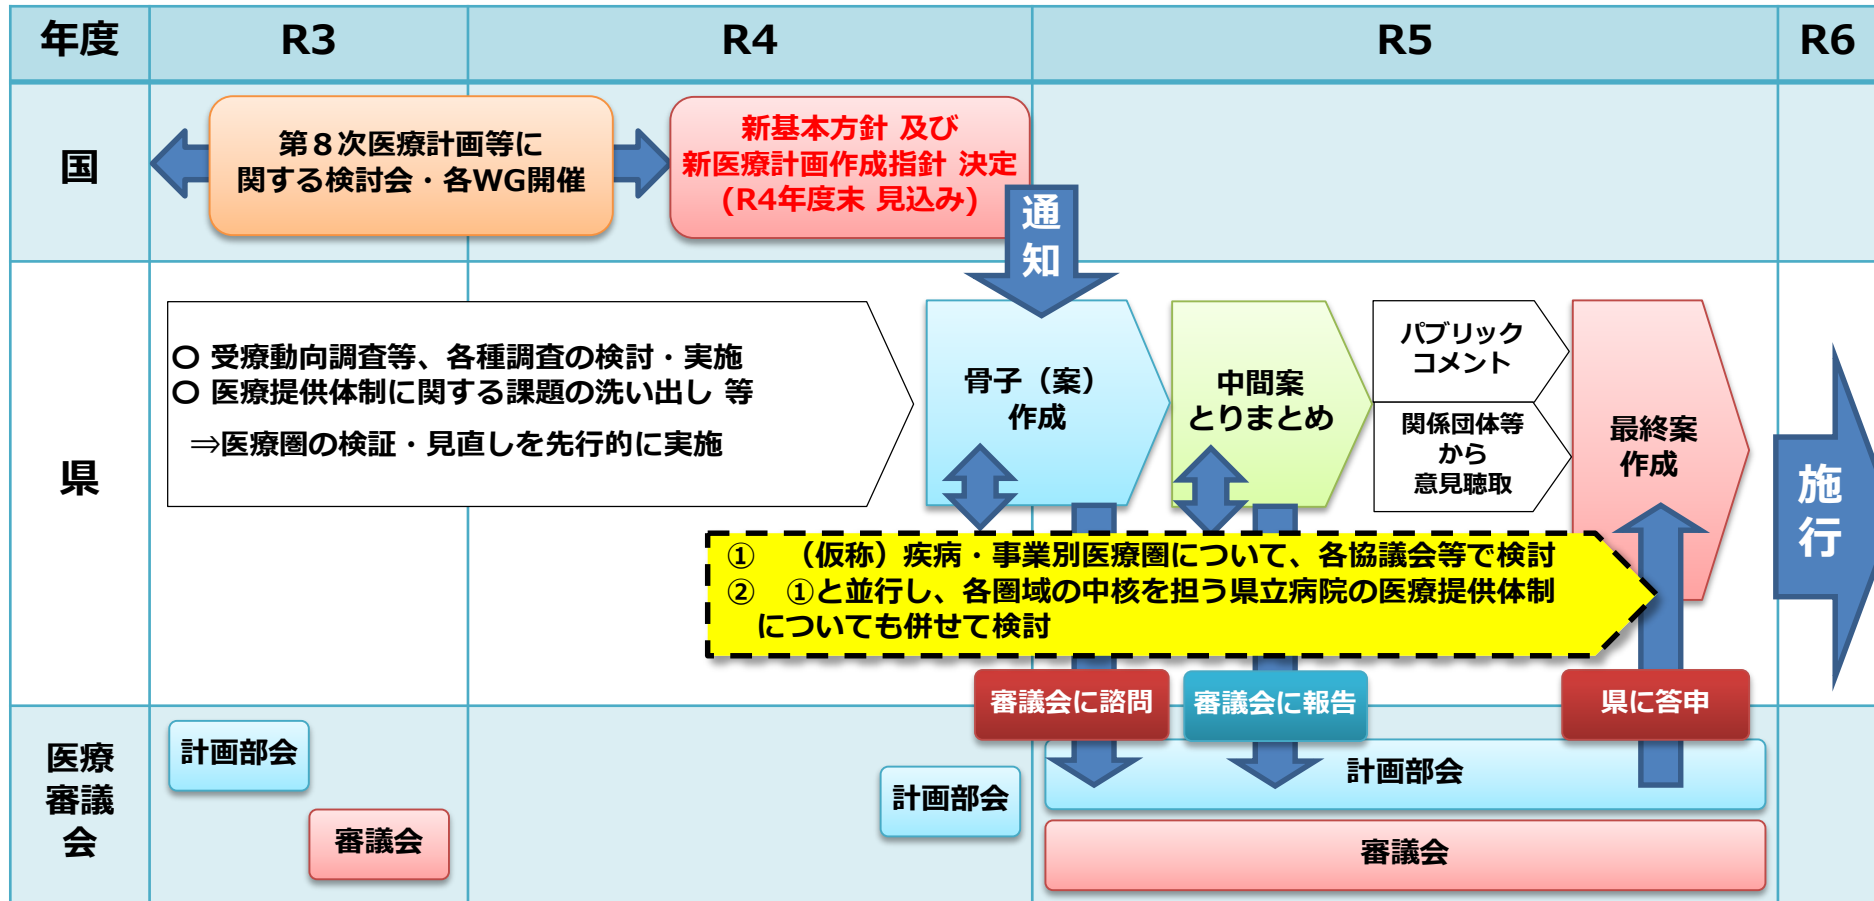 年度
R3
R4
R5
R6
国
第８次医療計画等に
関する検討会・各WG開催
新基本方針 及び
新医療計画作成指針 決定
(R4年度末 見込み)
通
知
県
〇 受療動向調査等、各種調査の検討・実施
〇 医療提供体制に関する課題の洗い出し 等
⇒医療圏の検証・見直しを先行的に実施
骨子（案）
作成
中間案
とりまとめ
パブリック
コメント
関係団体等
から
意見聴取
最終案
作成
施
行
① （仮称）疾病・事業別医療圏について、各協議会等で検討
② ①と並行し、各圏域の中核を担う県立病院の医療提供体制
についても併せて検討
審議会に諮問
審議会に報告
県に答申
医療
審議
会
計画部会
審議会
計画部会
計画部会
審議会